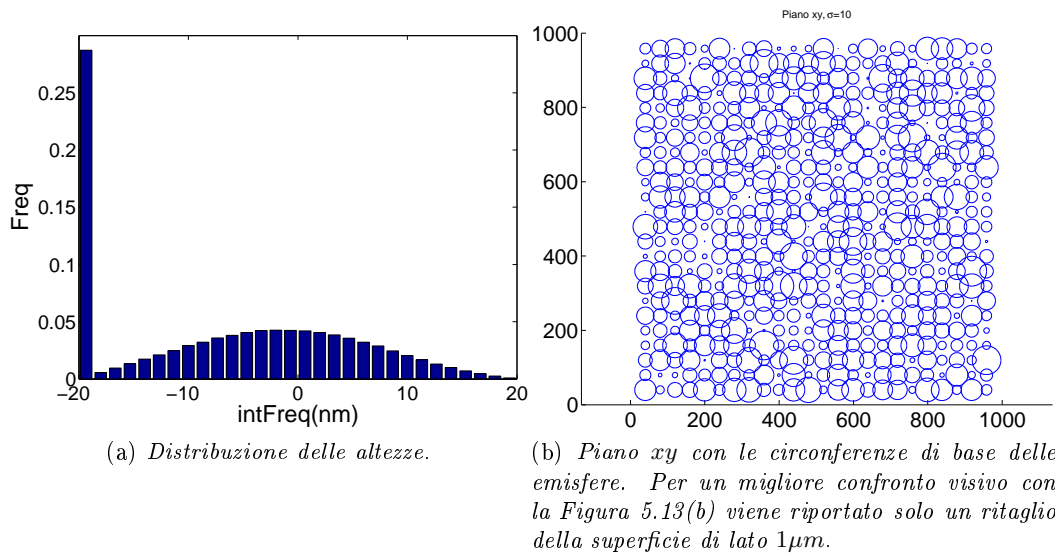 0.25
0.2
0.15
0.1
0.05
0
−20
−10
0
10
20
Freq
intFreq(nm)
(a) Distribuzione delle altezze.
Piano xy, σ=10
1000
800
600
400
200
0
0
200
400
600
800
1000
(b) Piano xy con le circonferenze di base delle
emisfere. Per un migliore confronto visivo con
la Figura 5.13(b) viene riportato solo un ritaglio
della superficie di lato 1μm.